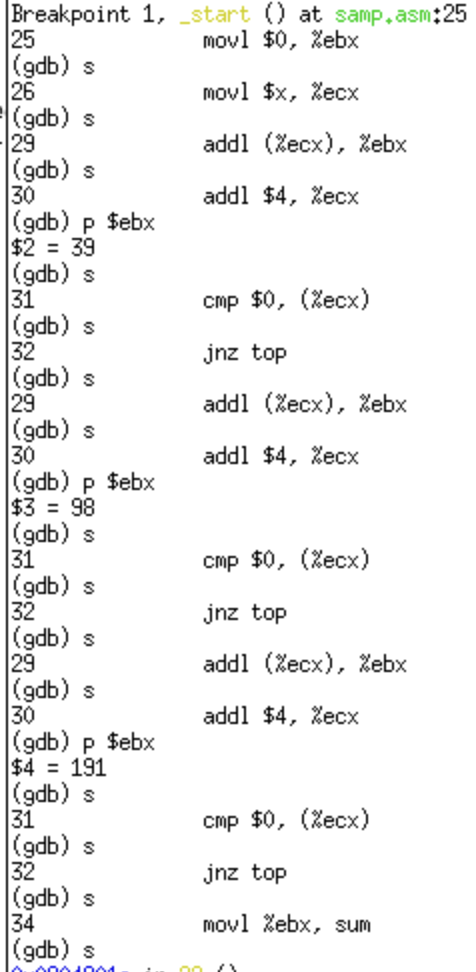 Breakpoint 1, _start () at samp.asm:25
25 movl $0, %ebx
(gdb) s
26 movl $x, %ecx
(gdb) s
29 addl (%ecx), %ebx
(gdb) s
30 addl $4, %ecx
(gdb) p $ebx
$2 = 39
(gdb) s
31 cmp $0, (%ecx)
(gdb) s
32 jnz top
(gdb) s
29 addl (%ecx), %ebx
(gdb) s
30 addl $4, %ecx
(gdb) p $ebx
$3 = 98
(gdb) s
31 cmp $0, (%ecx)
(gdb) s
32 jnz top
(gdb) s
29 addl (%ecx), %ebx
(gdb) s
30 addl $4, %ecx
(gdb) p $ebx
$4 = 191
(gdb) s
31 cmp $0, (%ecx)
(gdb) s
32 jnz top
(gdb) s
34 movl %ebx, sum
(gdb) s
in ?? ()